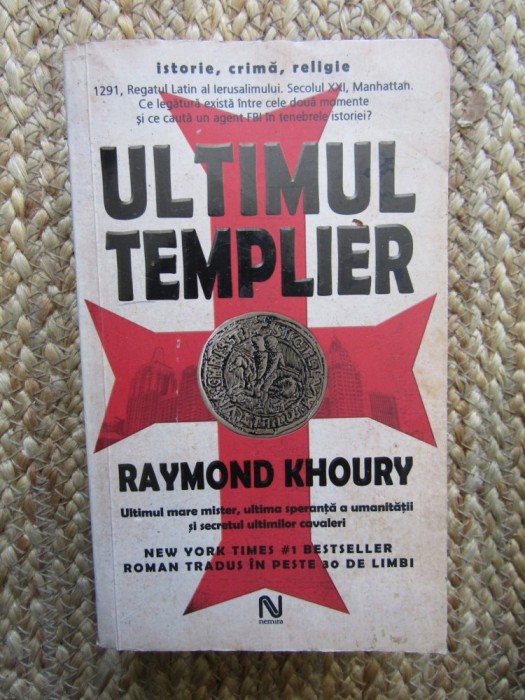 istorie, crimă, religie
1291, Regatul Latin al Ierusalimului. Secolul XXI, Manhattan.
Ce legătură există între cele două momente
și ce caută un agent FBI în tenebrele istoriei?
ULTIMUL
TEMPLIER
RAYMOND KHOURY
Ultimul mare mister, ultima speranță a umanității
și secretul ultimilor cavaleri
NEW YORK TIMES #1 BESTSELLER
ROMAN TRADUS ÎN PESTE 30 DE LIMBI
N
nemira